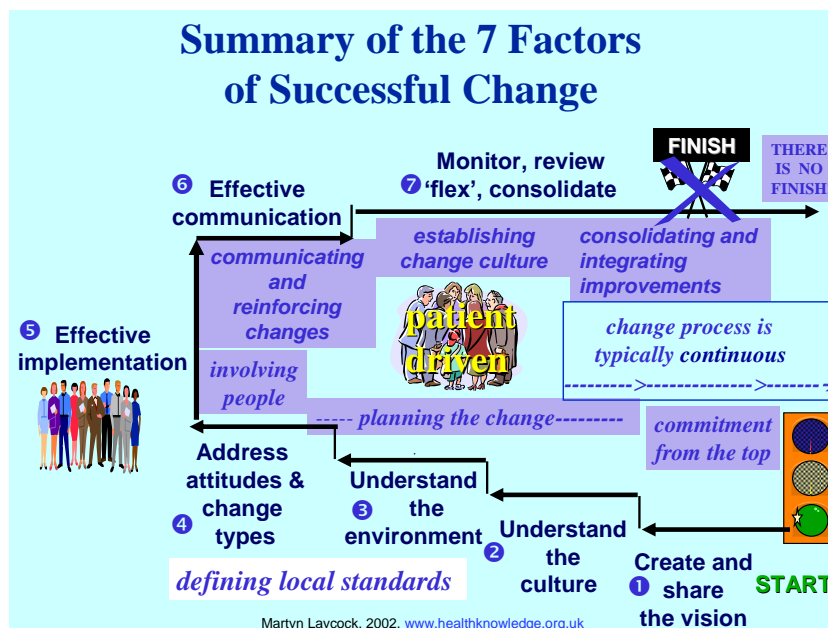 Summary of the 7 Factors
of Successful Change
FINISH
THERE
IS NO
FINISH
Monitor, review
❼ 'flex', consolidate
❻ Effective
communication
establishing
change culture
consolidating and
integrating
improvements
communicating
and
reinforcing
changes
patient
driven
change process is
typically continuous
--------->-------------->-------→
❺ Effective
implementation
involving
people
----- planning the change---------
commitment
from the top
Address
attitudes &
change
❹ types
Understand
❸ the
environment
❷ Understand
the
culture
Create and
❶ share
the vision
START
defining local standards
Martyn Laycock, 2002, www.healthknowledge.org.uk